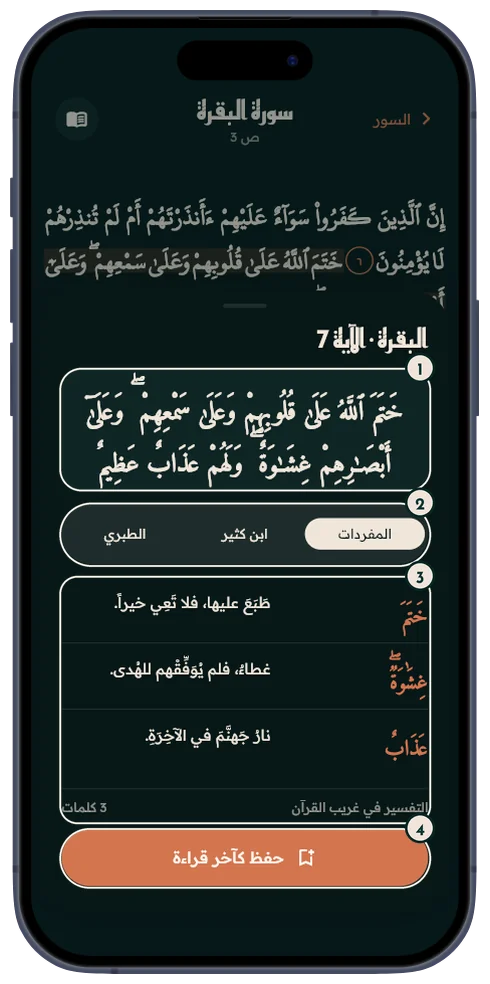 السور
سورة البقرة
ص 3
إِنَّ ٱلَّذِينَ كَفَرُوا۟ سَوَآءٌ عَلَيْهِمْ ءَأَنذَرْتَهُمْ أَمْ لَمْ تُنذِرْهُمْ
لَا يُؤْمِنُونَ ٦ خَتَمَ ٱللَّهُ عَلَىٰ قُلُوبِهِمْ وَعَلَىٰ سَمْعِهِمْ ۖ وَعَلَىٰٓ
البقرة · الآية 7
1
خَتَمَ ٱللَّهُ عَلَىٰ قُلُوبِهِمْ وَعَلَىٰ سَمْعِهِمْ ۖ وَعَلَىٰٓ
أَبْصَـٰرِهِمْ غِشَـٰوَةٌ ۖ وَلَهُمْ عَذَابٌ عَظِيمٌ
2
المفردات ابن كثير الطبري
3
خَتَمَ طَبَعَ عليها، فلا تَعِي خيراً.
غِشَٰوَةٌۖ غطاءُ، فلم يُوَفِّقْهم للهُدى.
عَذَابٌ نارُ جَهنَّمَ في الآخِرَةِ.
التفسير في غريب القرآن 3 كلمات
4
حفظ كآخر قراءة